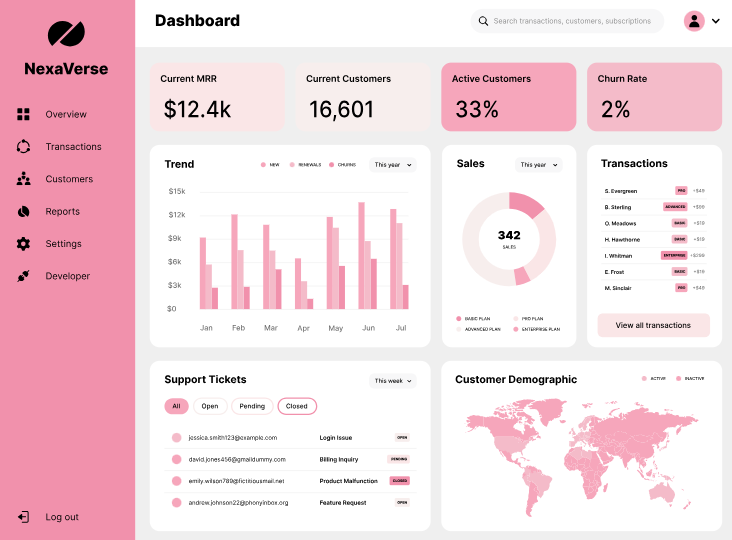 NexaVerse
Overview
Transactions
Customers
Reports
Settings
Developer
Log out
Dashboard
Search transactions, customers, subscriptions
Current MRR
$12.4k
Current Customers
16,601
Active Customers
33%
Churn Rate
2%
Trend
NEW RENEWALS CHURNS
This year
$15k
$12k
$9k
$6k
$3k
$0
Jan Feb Mar Apr May Jun Jul
Sales
This year
342
SALES
BASIC PLAN PRO PLAN
ADVANCED PLAN ENTERPRISE PLAN
Transactions
S. Evergreen PRO +$49
B. Sterling ADVANCED +$99
O. Meadows BASIC +$19
H. Hawthorne BASIC +$19
I. Whitman ENTERPRISE +$299
E. Frost BASIC +$19
M. Sinclair PRO +$49
View all transactions
Support Tickets
This week
All Open Pending Closed
jessica.smith123@example.com Login Issue OPEN
david.jones456@gmaildummy.com Billing Inquiry PENDING
emily.wilson789@fictitiousmail.net Product Malfunction CLOSED
andrew.johnson22@phonyinbox.org Feature Request OPEN
Customer Demographic
ACTIVE INACTIVE